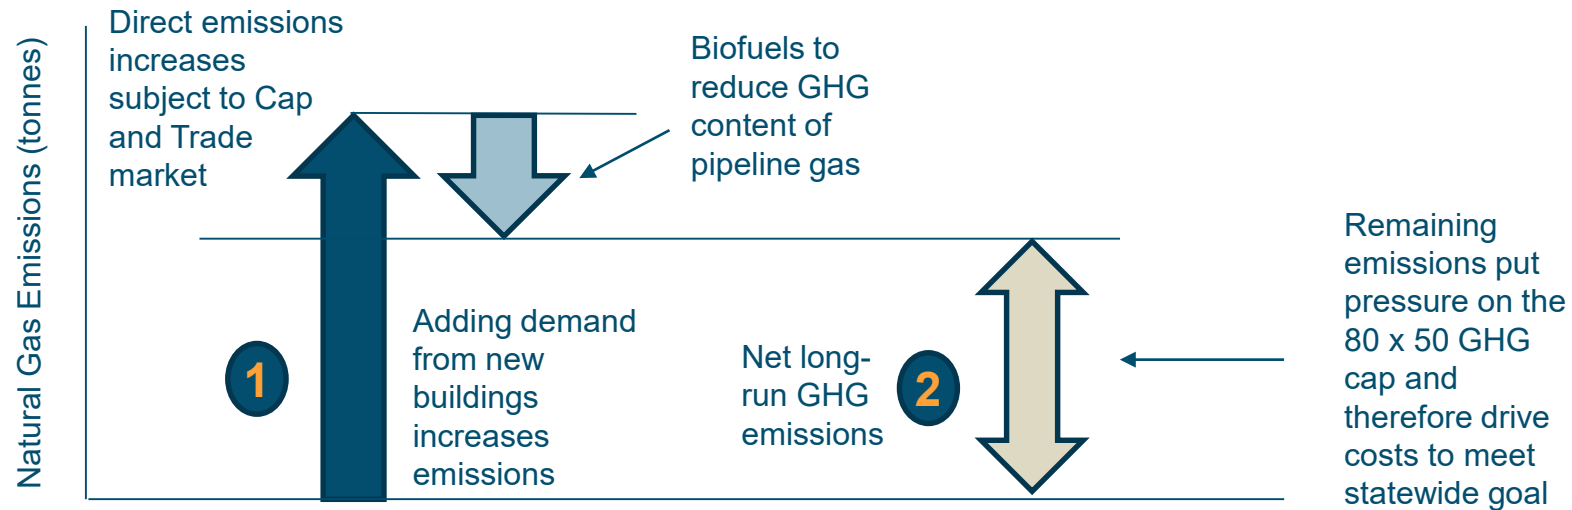 Natural Gas Emissions (tonnes)
Direct emissions
increases
subject to Cap
and Trade
market
Biofuels to
reduce GHG
content of
pipeline gas
1
Adding demand
from new
buildings
increases
emissions
Net long-
run GHG
emissions
2
Remaining
emissions put
pressure on the
80 x 50 GHG
cap and
therefore drive
costs to meet
statewide goal